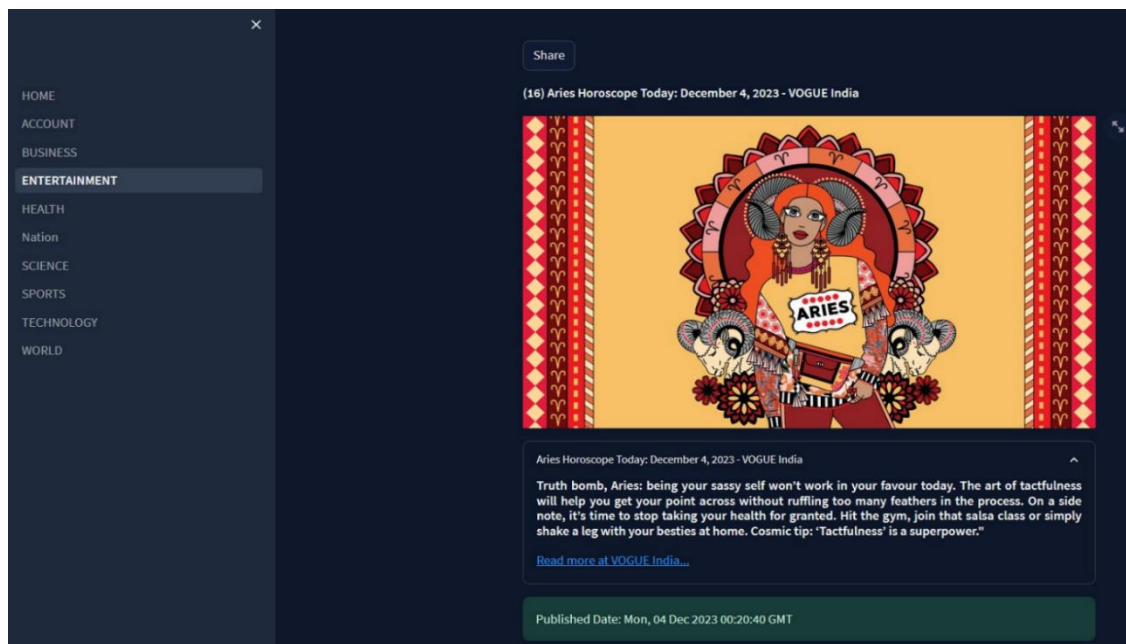 HOME
ACCOUNT
BUSINESS
ENTERTAINMENT
HEALTH
Nation
SCIENCE
SPORTS
TECHNOLOGY
WORLD
Share
(16) Aries Horoscope Today: December 4, 2023 - VOGUE India
ARIES
Aries Horoscope Today: December 4, 2023 - VOGUE India
Truth bomb, Aries: being your sassy self won't work in your favour today. The art of tactfulness
will help you get your point across without ruffling too many feathers in the process. On a side
note, it's time to stop taking your health for granted. Hit the gym, join that salsa class or simply
shake a leg with your besties at home. Cosmic tip: ‘Tactfulness’ is a superpower."
Read more at VOGUE India...
Published Date: Mon, 04 Dec 2023 00:20:40 GMT